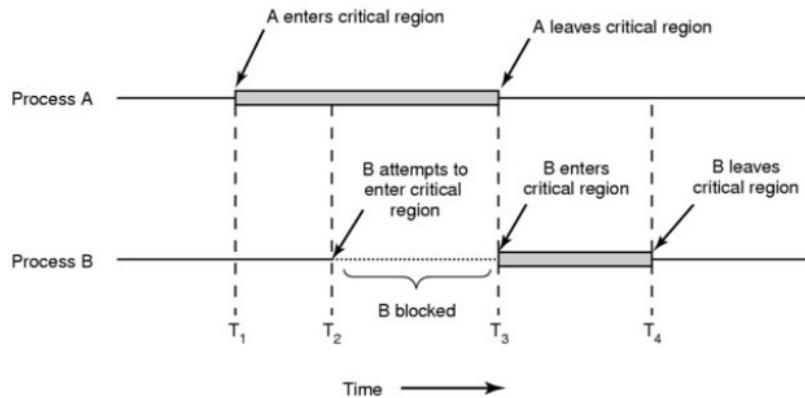 A enters critical region
A leaves critical region
Process A
B attempts to
enter critical
region
B enters
critical region
B leaves
critical region
Process B
B blocked
T1
T2
T3
T4
Time